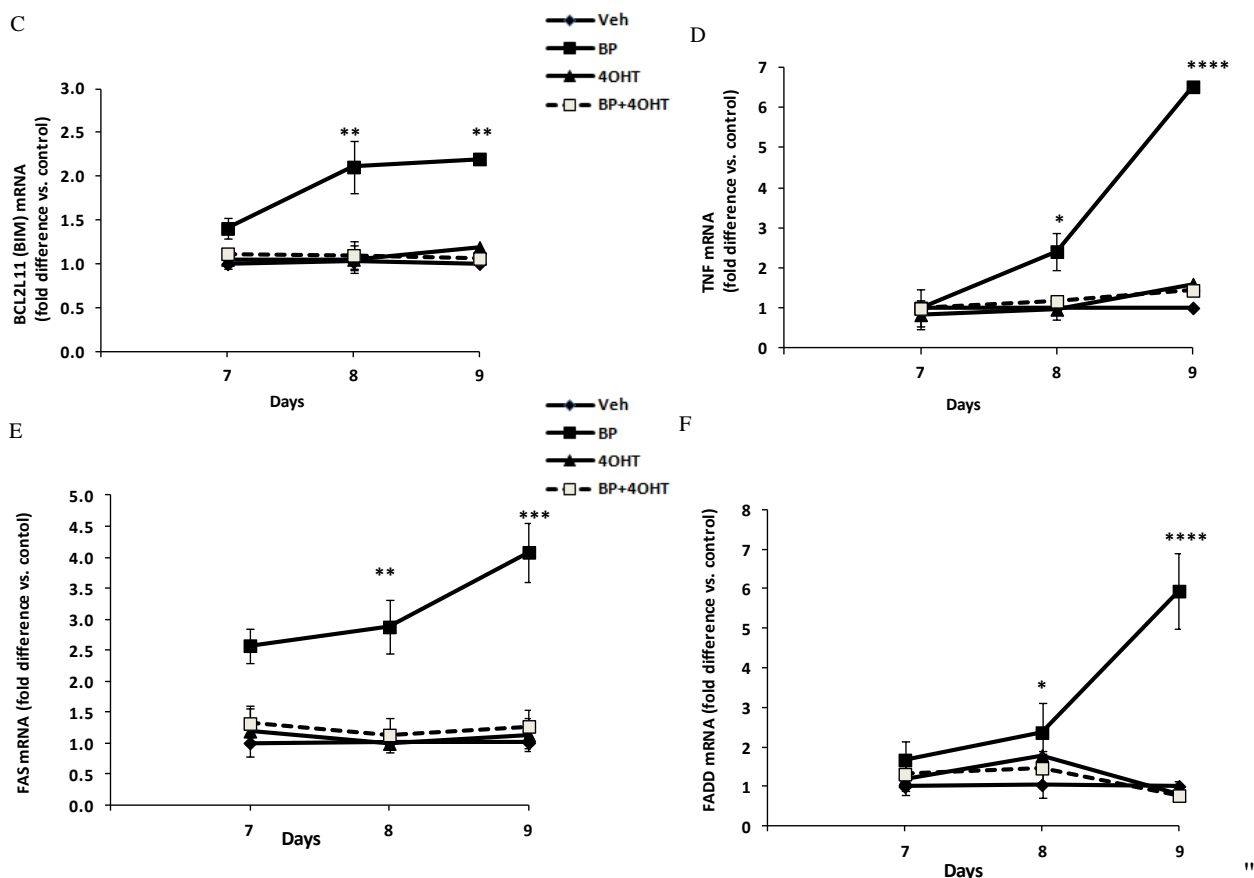 C
Veh
BP
4OHT
BP+4OHT
BCL2L11 (BIM) mRNA
(fold difference vs. control)
3.0
2.5
2.0
1.5
1.0
0.5
0.0
**
**
7
8
9
Days
D
TNF mRNA
(fold difference vs. control)
7
6
5
4
3
2
1
0
*
****
7
8
9
Days
E
Veh
BP
4OHT
BP+4OHT
FAS mRNA (fold difference vs. contol)
5.0
4.5
4.0
3.5
3.0
2.5
2.0
1.5
1.0
0.5
0.0
**
***
7
8
9
Days
F
FADD mRNA (fold difference vs. control)
8
7
6
5
4
3
2
1
0
*
****
7
8
9
Days
"